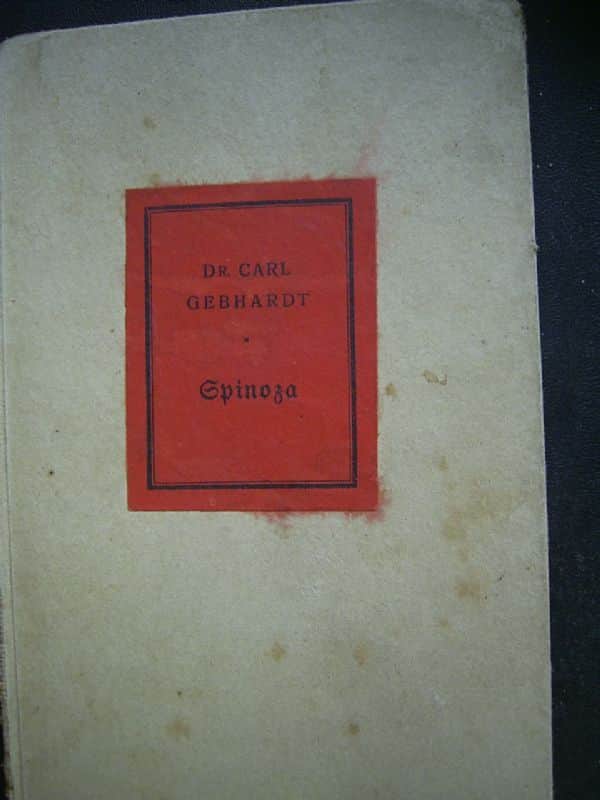 DR. CARL
GEBHARDT
*
Spinoza